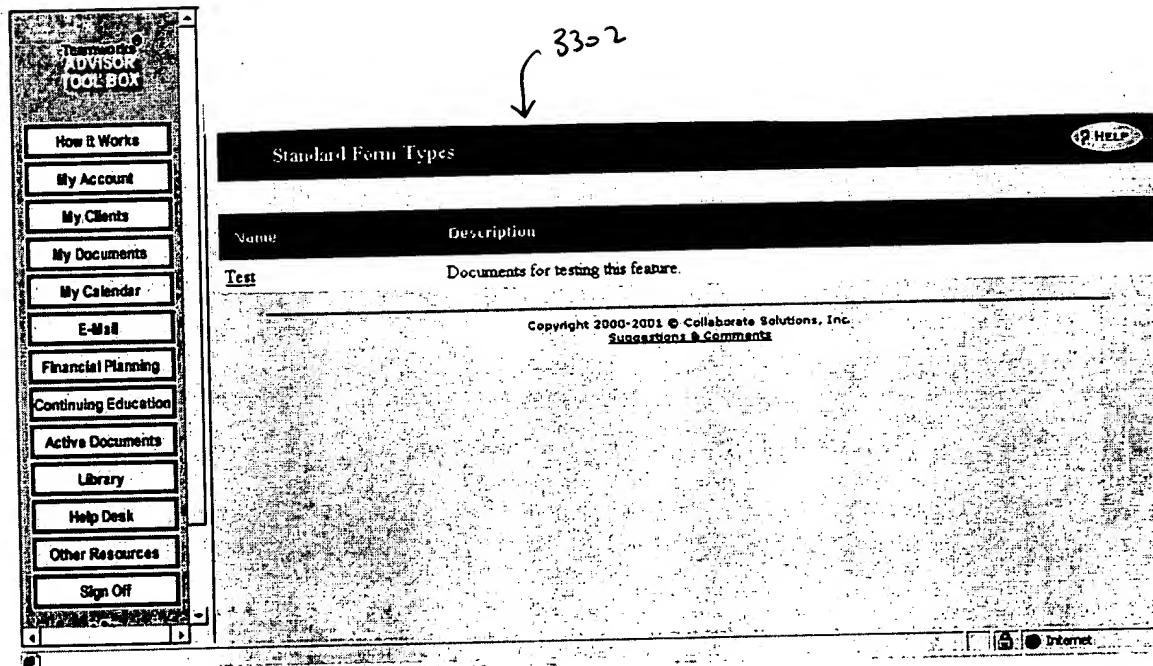 3302
Teamworks
ADVISOR
TOOL BOX
How It Works
My Account
My Clients
My Documents
My Calendar
E-Mail
Financial Planning
Continuing Education
Active Documents
Library
Help Desk
Other Resources
Sign Off
? HELP
Standard Form Types
Name Description
Test Documents for testing this feature.
Copyright 2000-2001 © Collaborate Solutions, Inc.
Suggestions & Comments
Internet